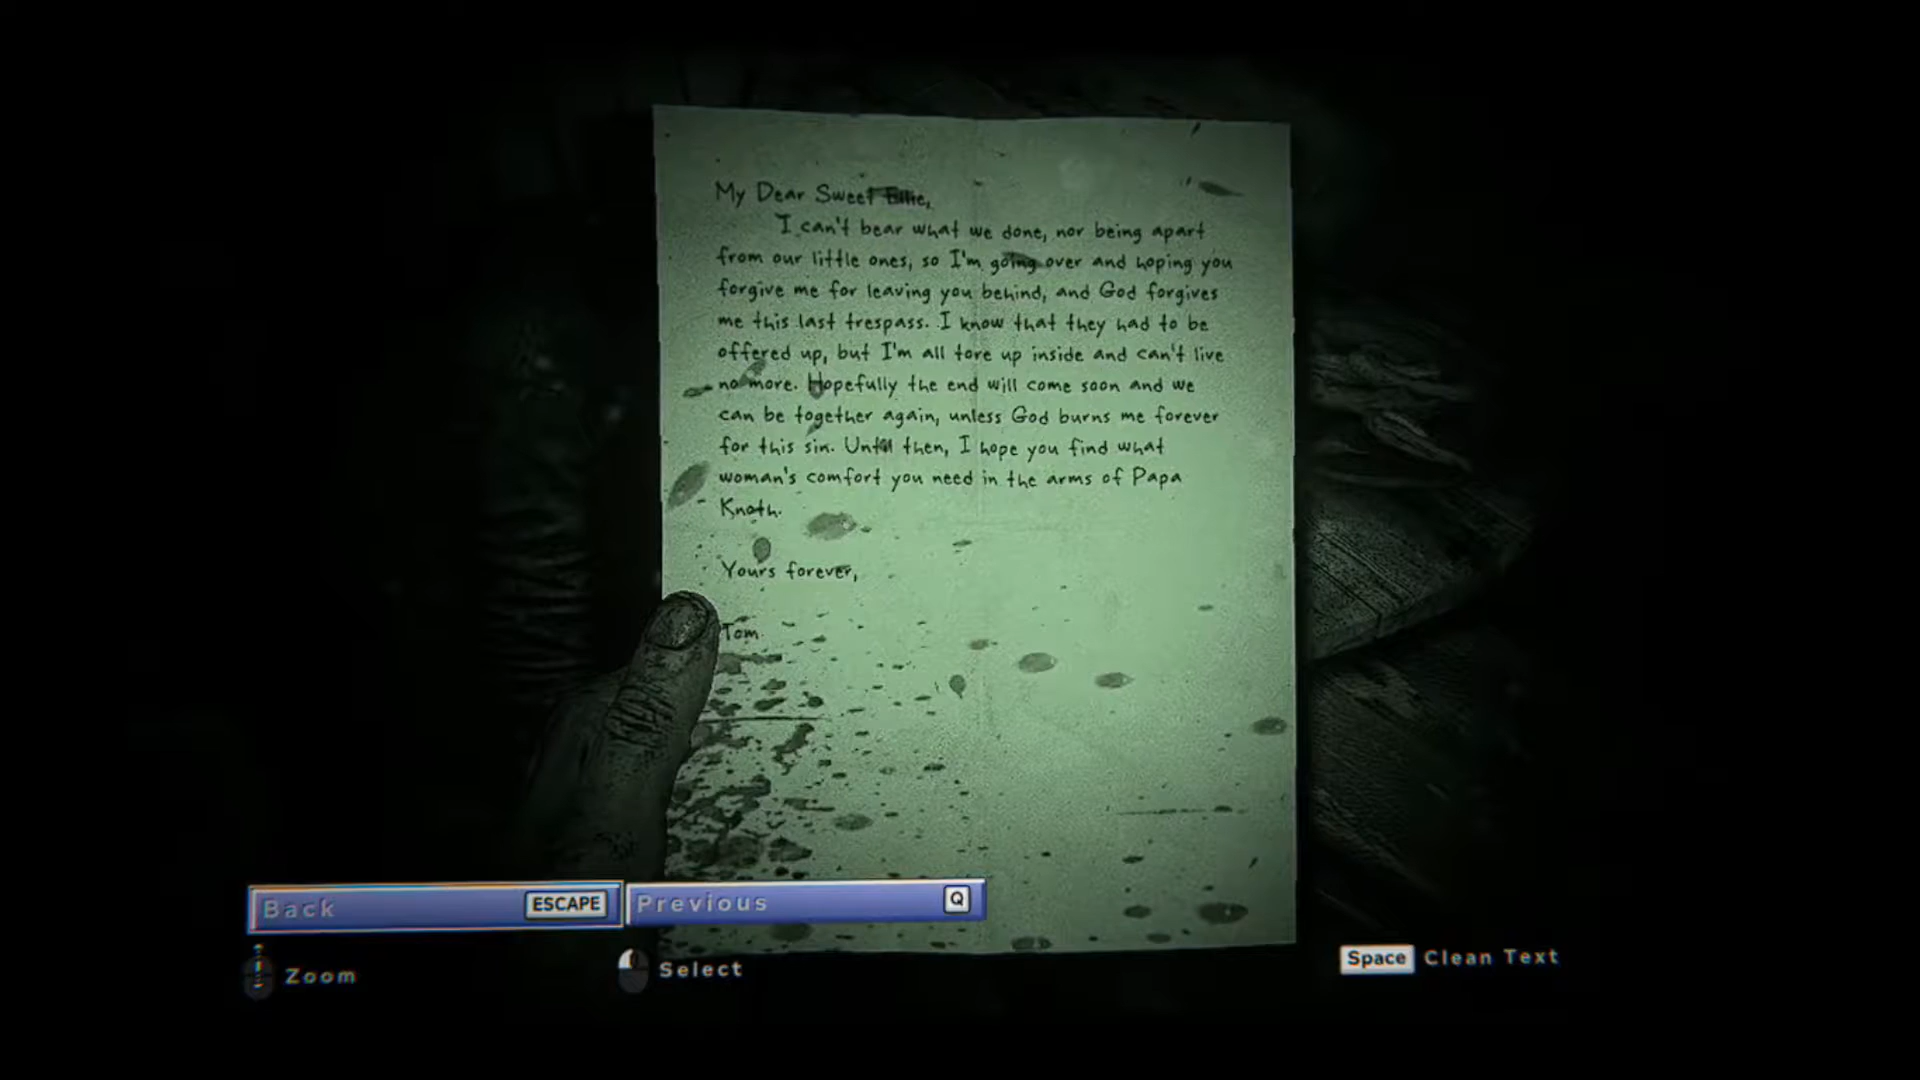 My Dear Sweet Ellie,
I can't bear what we done, nor being apart
from our little ones, so I'm going over and hoping you
forgive me for leaving you behind, and God forgives
me this last trespass. I know that they had to be
offered up, but I'm all tore up inside and can't live
no more. Hopefully the end will come soon and we
can be together again, unless God burns me forever
for this sin. Until then, I hope you find what
woman's comfort you need in the arms of Papa
Knoth.
Yours forever,
Tom
Back ESCAPE Previous Q
Zoom Select Space Clean Text